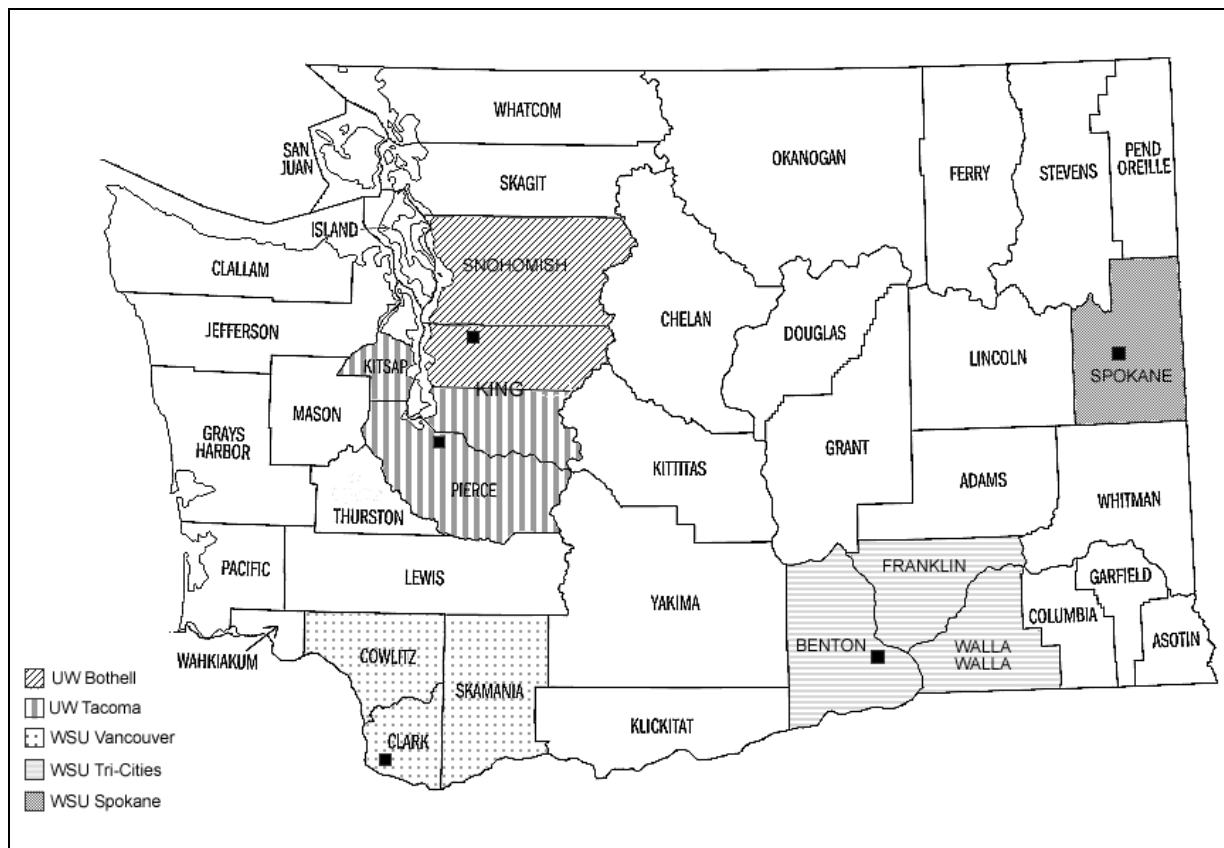 WHATCOM
OKANOGAN
FERRY
STEVENS
PEND
OREILLE
SAN
JUAN
SKAGIT
ISLAND
SNOHOMISH
CLALLAM
CHELAN
DOUGLAS
JEFFERSON
LINCOLN
SPOKANE
KITSAP
KING
MASON
GRAYS
HARBOR
GRANT
KITTITAS
ADAMS
WHITMAN
PIERCE
THURSTON
PACIFIC
LEWIS
YAKIMA
FRANKLIN
GARFIELD
COLUMBIA
BENTON
WALLA
WALLA
ASOTIN
WAHKIAKUM
COWLITZ
SKAMANIA
KLICKITAT
CLARK
UW Bothell
UW Tacoma
WSU Vancouver
WSU Tri-Cities
WSU Spokane